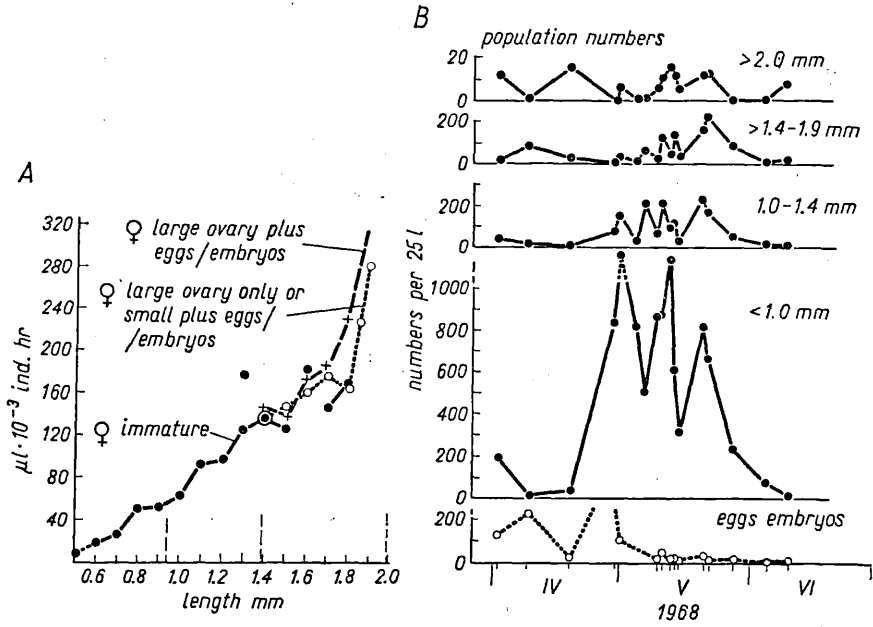 A
μl·10⁻³ ind. hr
320
280
240
200
160
120
80
40
♀ large ovary plus
eggs/embryos
♀ large ovary only or
small plus eggs/
/embryos
♀ immature
0.6 0.8 1.0 1.2 1.4 1.6 1.8 2.0
length mm
B
population numbers
numbers per 25 l
20
0
>2.0 mm
200
0
>1.4-1.9 mm
200
0
1.0-1.4 mm
1000
800
600
400
200
0
<1.0 mm
200
0
eggs embryos
IV V VI
1968